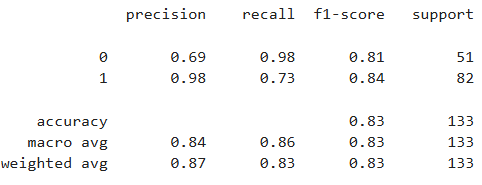 precision recall f1-score support
0 0.69 0.98 0.81 51
1 0.98 0.73 0.84 82
accuracy 0.83 133
macro avg 0.84 0.86 0.83 133
weighted avg 0.87 0.83 0.83 133